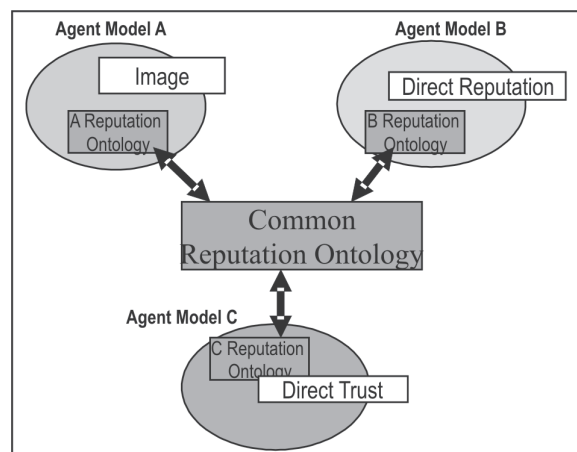 Agent Model A
Image
A Reputation
Ontology
Agent Model B
Direct Reputation
B Reputation
Ontology
Common
Reputation Ontology
Agent Model C
C Reputation
Ontology
Direct Trust